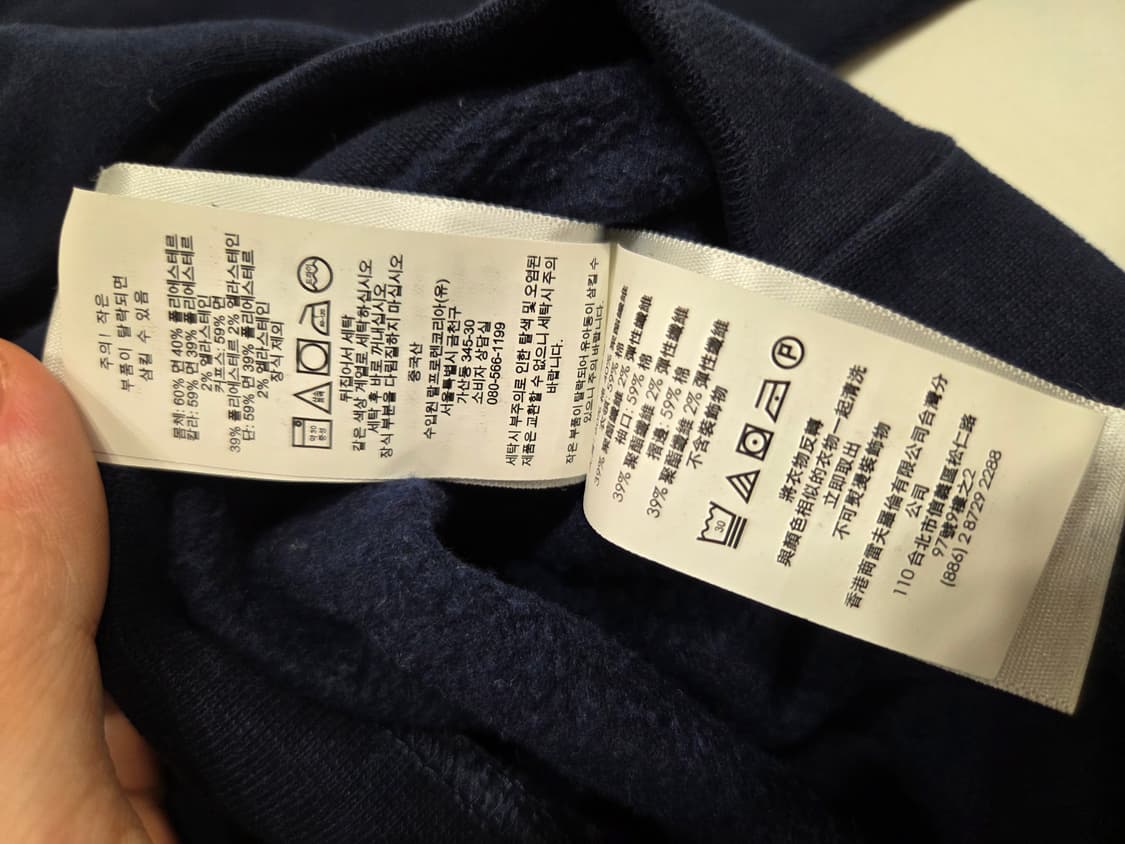 주의! 작은
부품이 탈락되면
삼킬 수 있음
몸체: 60% 면 40% 폴리에스테르
칼라: 59% 면 39% 폴리에스테르
2% 엘라스테인
커프스: 59% 면
39% 폴리에스테르 2% 엘라스테인
단: 59% 면 39% 폴리에스테르
2% 엘라스테인
장식제외
약 30
중성
뒤집어서 세탁
같은 색상 계열로 세탁하십시오
세탁 후 바로 꺼내십시오
장식 부분을 다림질하지 마십시오
중국산
수입원 랄프로렌코리아(유)
서울특별시 금천구
가산동 345-30
소비자 상담실
080-566-1199
세탁시 부주의로 인한 탈색 및 오염된
제품은 교환할 수 없으니 세탁시 주의
바랍니다.
작은 부품이 탈락되어 유아동이 삼킬 수
있으니 주의 바랍니다.
39% 聚酯纖維 2% 彈性纖維
袖口: 59% 棉
39% 聚酯纖維 2% 彈性纖維
下襬: 59% 棉
39% 聚酯纖維 2% 彈性纖維
不含裝飾物
30
P
將衣物反轉
與顏色相似的衣物一起清洗
立即取出
不可熨邊裝飾物
香港商雷夫羅倫有限公司台灣分
公司
110 台北市信義區松仁路
97號9樓之2
(886) 2 8729 2288